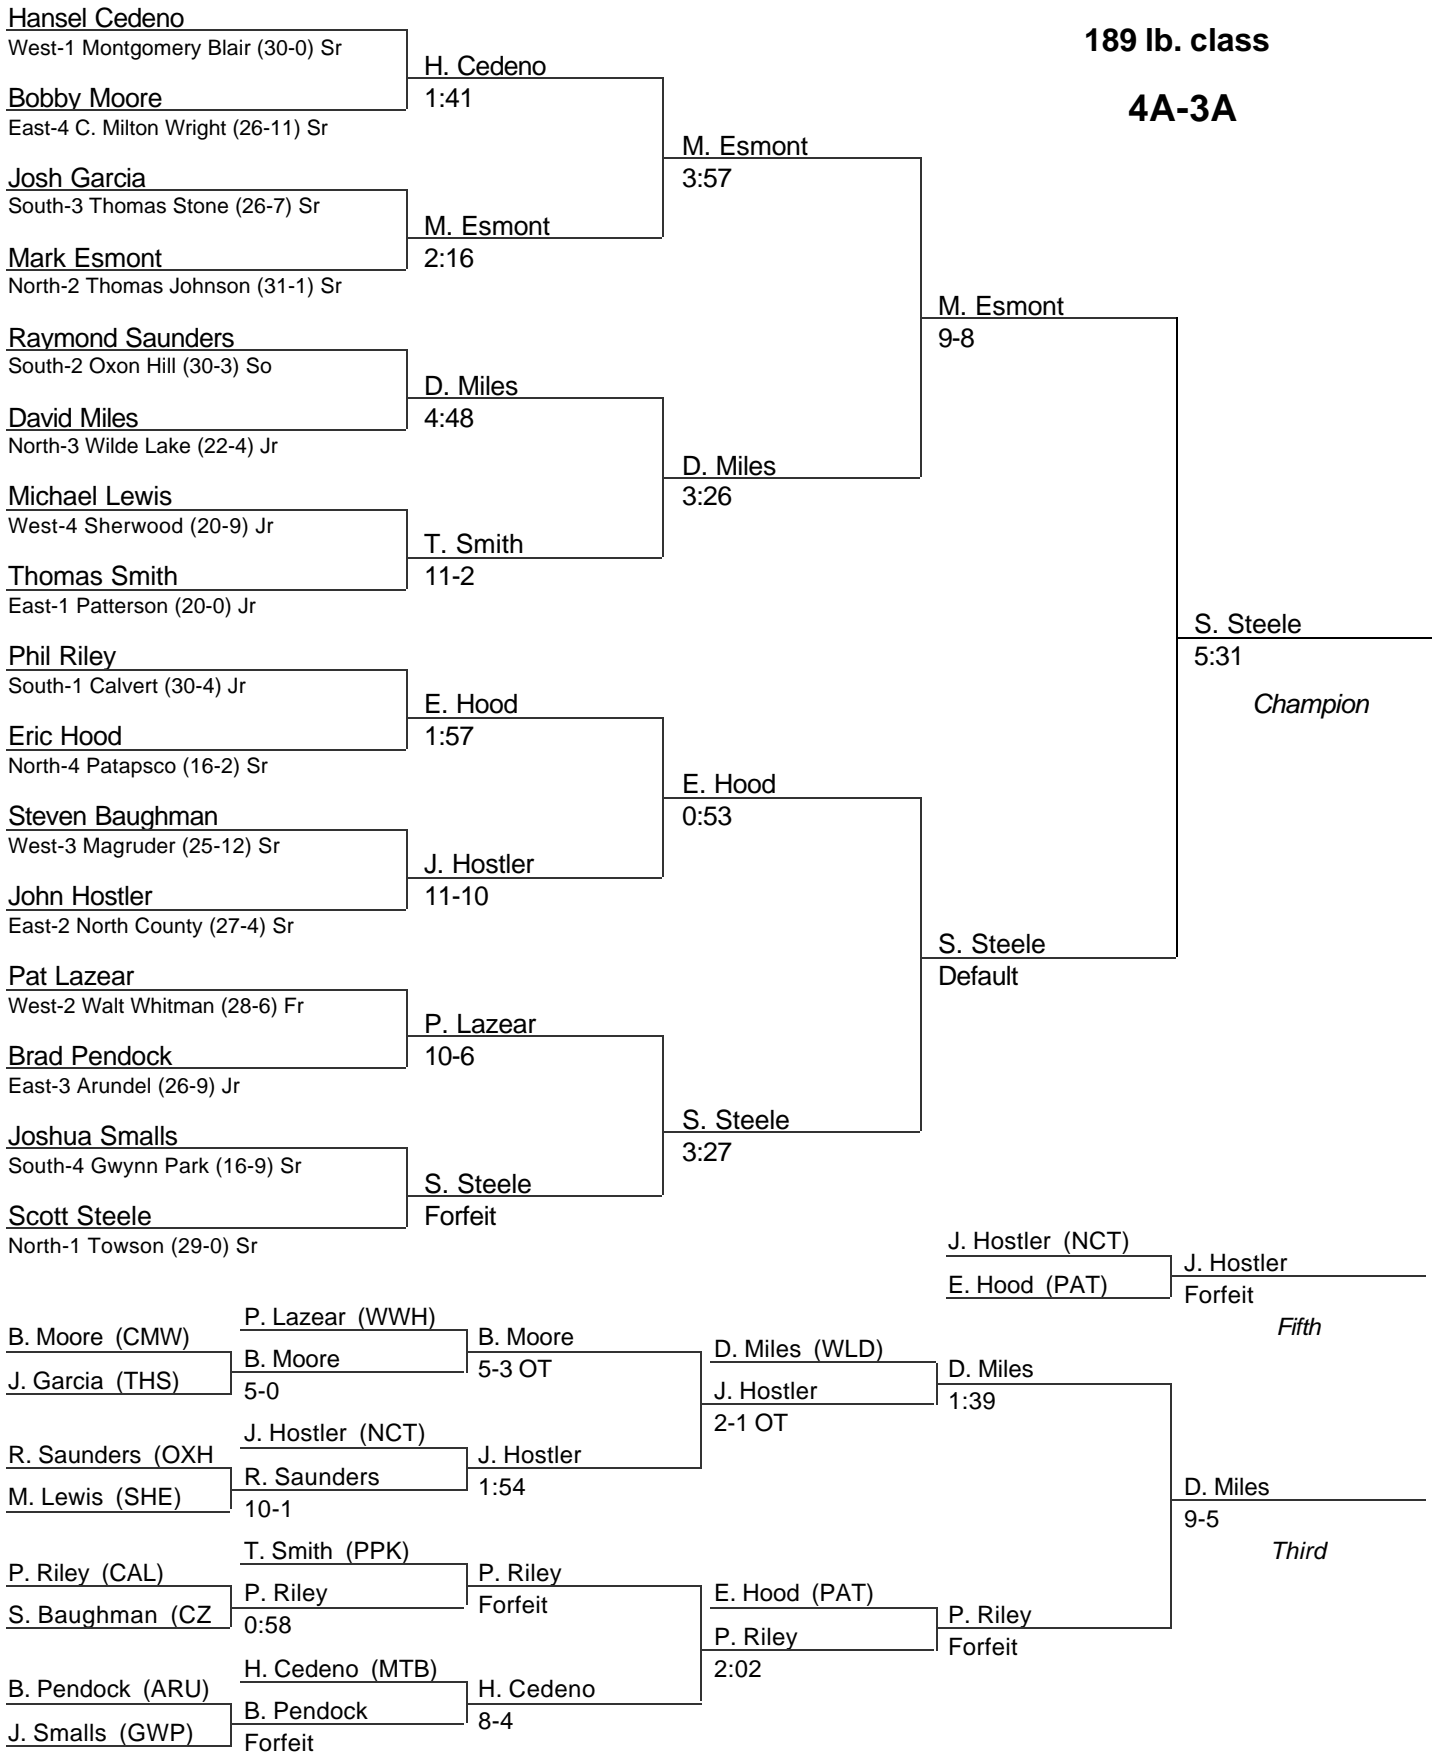 189 lb. class
4A-3A
Hansel Cedeno
West-1 Montgomery Blair (30-0) Sr
H. Cedeno
1:41
Bobby Moore
East-4 C. Milton Wright (26-11) Sr
M. Esmont
3:57
Josh Garcia
South-3 Thomas Stone (26-7) Sr
M. Esmont
2:16
Mark Esmont
North-2 Thomas Johnson (31-1) Sr
M. Esmont
9-8
Raymond Saunders
South-2 Oxon Hill (30-3) So
D. Miles
4:48
David Miles
North-3 Wilde Lake (22-4) Jr
D. Miles
3:26
Michael Lewis
West-4 Sherwood (20-9) Jr
T. Smith
11-2
Thomas Smith
East-1 Patterson (20-0) Jr
S. Steele
5:31
Champion
Phil Riley
South-1 Calvert (30-4) Jr
E. Hood
1:57
Eric Hood
North-4 Patapsco (16-2) Sr
E. Hood
0:53
Steven Baughman
West-3 Magruder (25-12) Sr
J. Hostler
11-10
John Hostler
East-2 North County (27-4) Sr
S. Steele
Default
Pat Lazear
West-2 Walt Whitman (28-6) Fr
P. Lazear
10-6
Brad Pendock
East-3 Arundel (26-9) Jr
S. Steele
3:27
Joshua Smalls
South-4 Gwynn Park (16-9) Sr
S. Steele
Forfeit
Scott Steele
North-1 Towson (29-0) Sr
J. Hostler (NCT)
E. Hood (PAT)
J. Hostler
Forfeit
Fifth
B. Moore (CMW)
J. Garcia (THS)
P. Lazear (WWH)
B. Moore
5-0
B. Moore
5-3 OT
D. Miles (WLD)
J. Hostler
2-1 OT
D. Miles
1:39
R. Saunders (OXH
M. Lewis (SHE)
J. Hostler (NCT)
R. Saunders
10-1
J. Hostler
1:54
D. Miles
9-5
Third
P. Riley (CAL)
S. Baughman (CZ
T. Smith (PPK)
P. Riley
0:58
P. Riley
Forfeit
E. Hood (PAT)
P. Riley
2:02
P. Riley
Forfeit
B. Pendock (ARU)
J. Smalls (GWP)
H. Cedeno (MTB)
B. Pendock
Forfeit
H. Cedeno
8-4